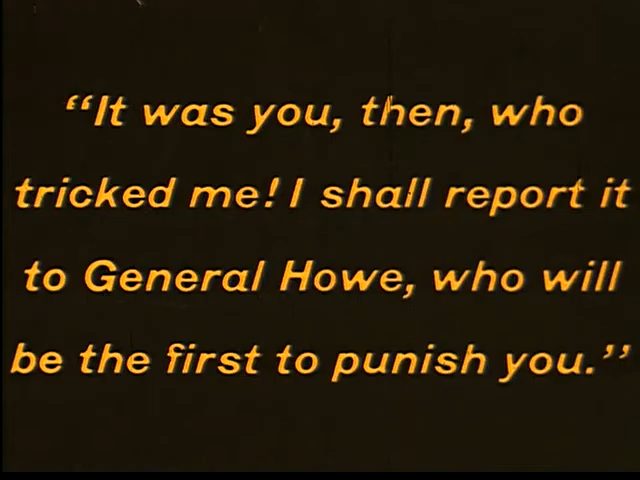 “It was you, then, who
tricked me! I shall report it
to General Howe, who will
be the first to punish you.”